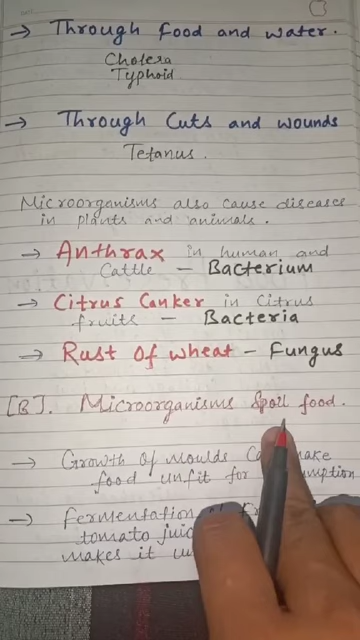 → Through food and water.
Cholera
Typhoid
→ Through Cuts and wounds
Tetanus.
Microorganisms also cause diseases
in plants and animals.
→ Anthrax in human and
Cattle – Bacterium
→ Citrus Canker in Citrus
fruits – Bacteria
→ Rust Of wheat – Fungus
[B]. Microorganisms Spoil food.
→ Growth Of moulds
food unfit for
→ Fermentation
tomato
makes it